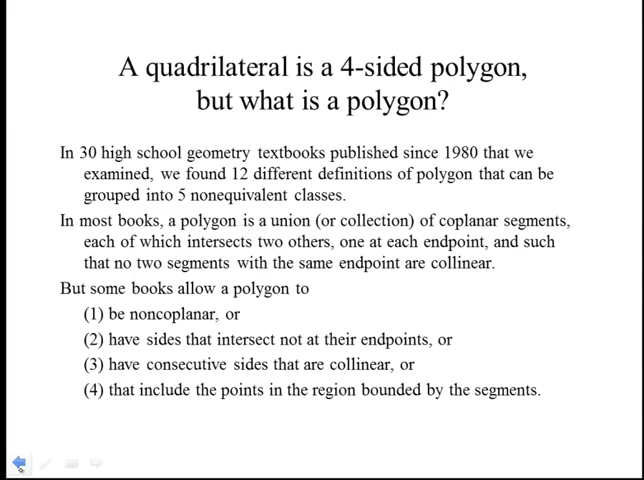 A quadrilateral is a 4-sided polygon,
but what is a polygon?
In 30 high school geometry textbooks published since 1980 that we
examined, we found 12 different definitions of polygon that can be
grouped into 5 nonequivalent classes.
In most books, a polygon is a union (or collection) of coplanar segments,
each of which intersects two others, one at each endpoint, and such
that no two segments with the same endpoint are collinear.
But some books allow a polygon to
(1) be noncoplanar, or
(2) have sides that intersect not at their endpoints, or
(3) have consecutive sides that are collinear, or
(4) that include the points in the region bounded by the segments.